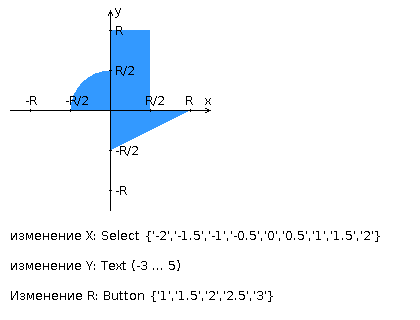 y
R
R/2
-R -R/2 R/2 R x
-R/2
-R
изменение X: Select {'-2','-1.5','-1','-0.5','0','0.5','1','1.5','2'}
изменение Y: Text (-3 ... 5)
Изменение R: Button {'1','1.5','2','2.5','3'}